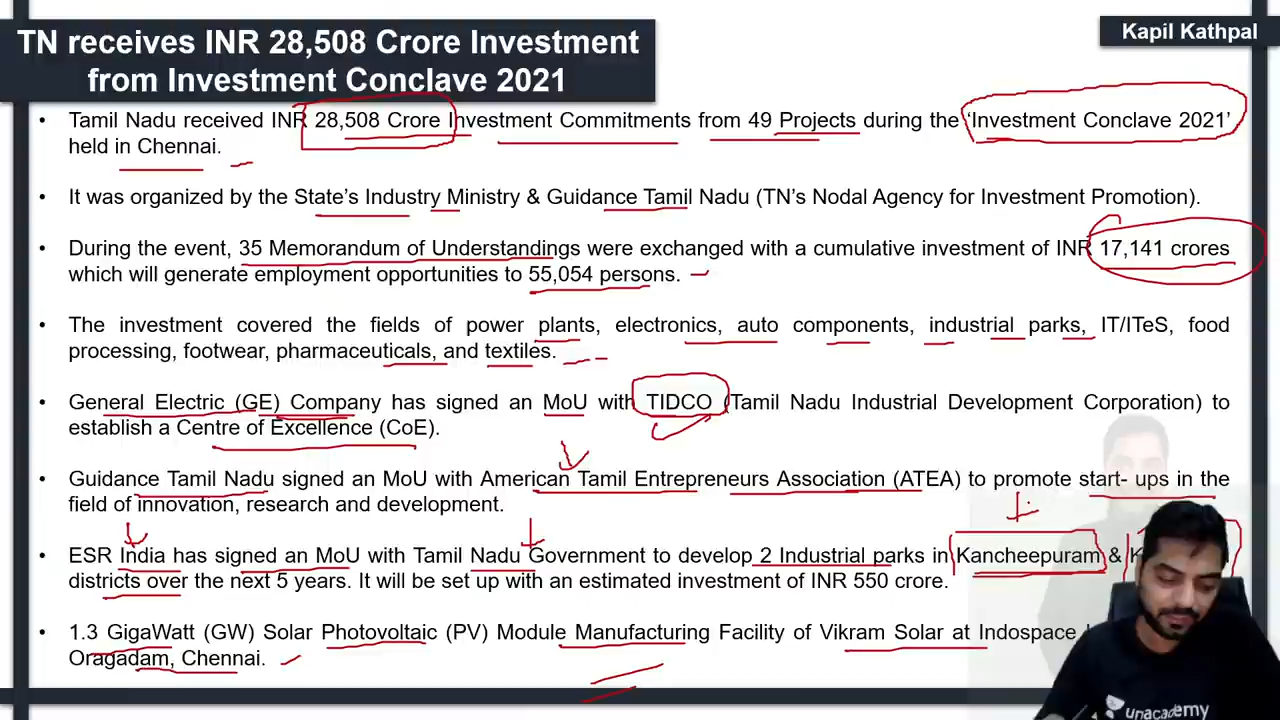 TN receives INR 28,508 Crore Investment
from Investment Conclave 2021
Kapil Kathpal
• Tamil Nadu received INR 28,508 Crore Investment Commitments from 49 Projects during the ‘Investment Conclave 2021’
held in Chennai.
• It was organized by the State’s Industry Ministry & Guidance Tamil Nadu (TN’s Nodal Agency for Investment Promotion).
• During the event, 35 Memorandum of Understandings were exchanged with a cumulative investment of INR 17,141 crores
which will generate employment opportunities to 55,054 persons.
• The investment covered the fields of power plants, electronics, auto components, industrial parks, IT/ITeS, food
processing, footwear, pharmaceuticals, and textiles.
• General Electric (GE) Company has signed an MoU with TIDCO (Tamil Nadu Industrial Development Corporation) to
establish a Centre of Excellence (CoE).
• Guidance Tamil Nadu signed an MoU with American Tamil Entrepreneurs Association (ATEA) to promote start- ups in the
field of innovation, research and development.
• ESR India has signed an MoU with Tamil Nadu Government to develop 2 Industrial parks in Kancheepuram &
districts over the next 5 years. It will be set up with an estimated investment of INR 550 crore.
• 1.3 GigaWatt (GW) Solar Photovoltaic (PV) Module Manufacturing Facility of Vikram Solar at Indospace
Oragadam, Chennai.
unacademy